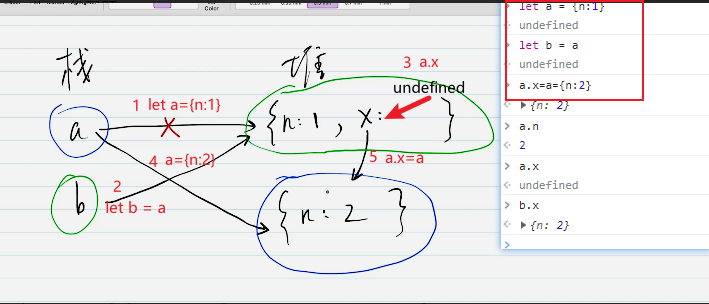 Color
栈
堆
3 a.x
undefined
1 let a={n:1}
a
{n:1, x: }
4 a={n:2}
5 a.x=a
2
b
let b = a
{n:2 }
let a = {n:1}
undefined
let b = a
undefined
a.x=a={n:2}
{n: 2}
a.n
2
a.x
undefined
b.x
{n: 2}